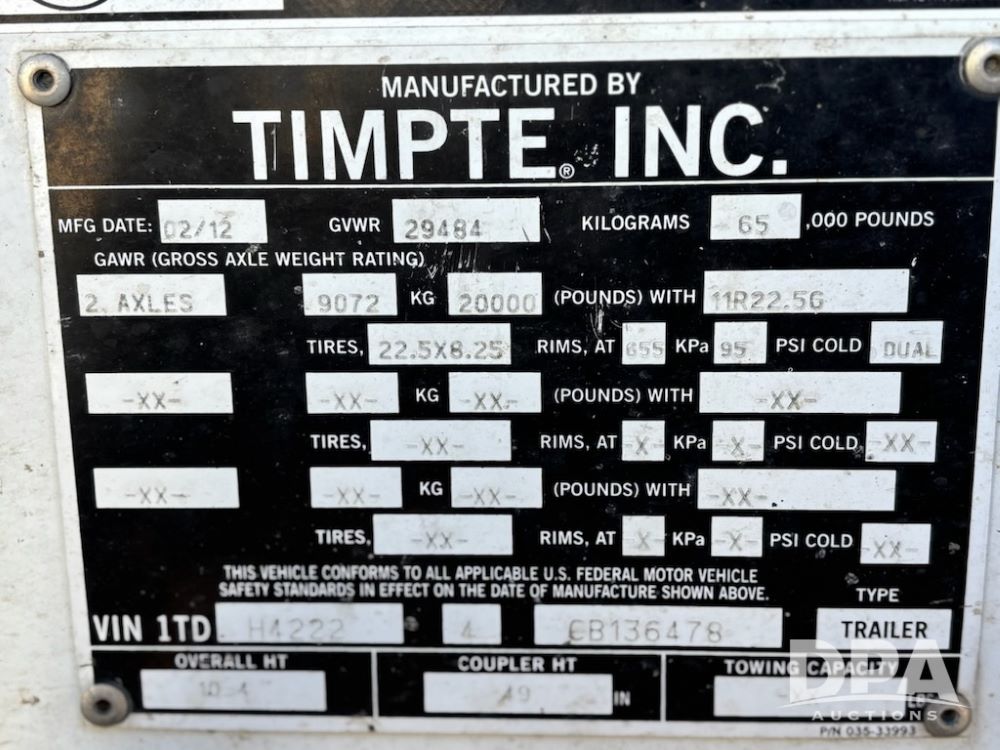 MANUFACTURED BY
TIMPTE® INC.
MFG DATE: 02/12 GVWR 29484 KILOGRAMS 65 ,000 POUNDS
GAWR (GROSS AXLE WEIGHT RATING)
2 AXLES 9072 KG 20000 (POUNDS) WITH 11R22.5G
TIRES, 22.5X8.25 RIMS, AT 655 KPa 95 PSI COLD DUAL
-XX- -XX- KG -XX- (POUNDS) WITH -XX-
TIRES, -XX- RIMS, AT -X- KPa -X- PSI COLD, -XX-
-XX- -XX- KG -XX- (POUNDS) WITH -XX-
TIRES, -XX- RIMS, AT -X- KPa -X- PSI COLD -XX-
THIS VEHICLE CONFORMS TO ALL APPLICABLE U.S. FEDERAL MOTOR VEHICLE
SAFETY STANDARDS IN EFFECT ON THE DATE OF MANUFACTURE SHOWN ABOVE.
TYPE
VIN 1TD H4222 4 CB136478 TRAILER
OVERALL HT COUPLER HT TOWING CAPACITY
49 IN LBS
DPA
AUCTIONS
P/N 035-33993